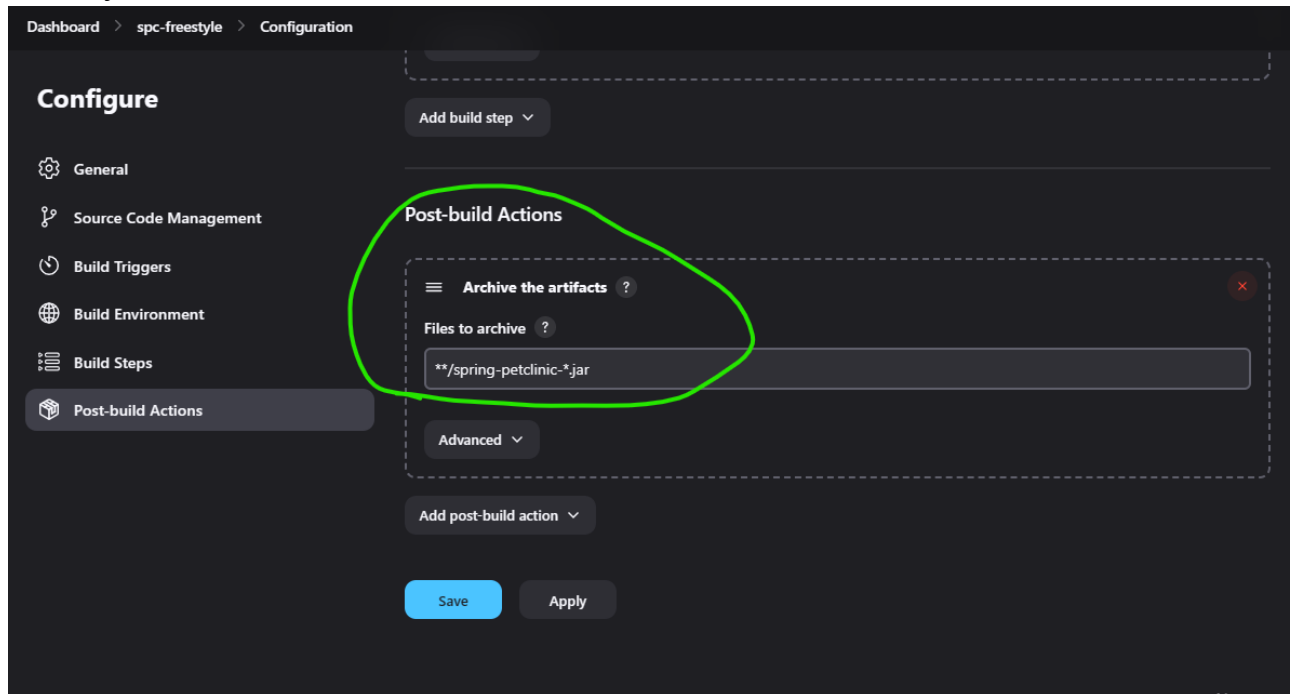 Dashboard > spc-freestyle > Configuration
Configure
General
Source Code Management
Build Triggers
Build Environment
Build Steps
Post-build Actions
Add build step
Post-build Actions
Archive the artifacts ?
Files to archive ?
**/spring-petclinic-*.jar
Advanced
Add post-build action
Save
Apply